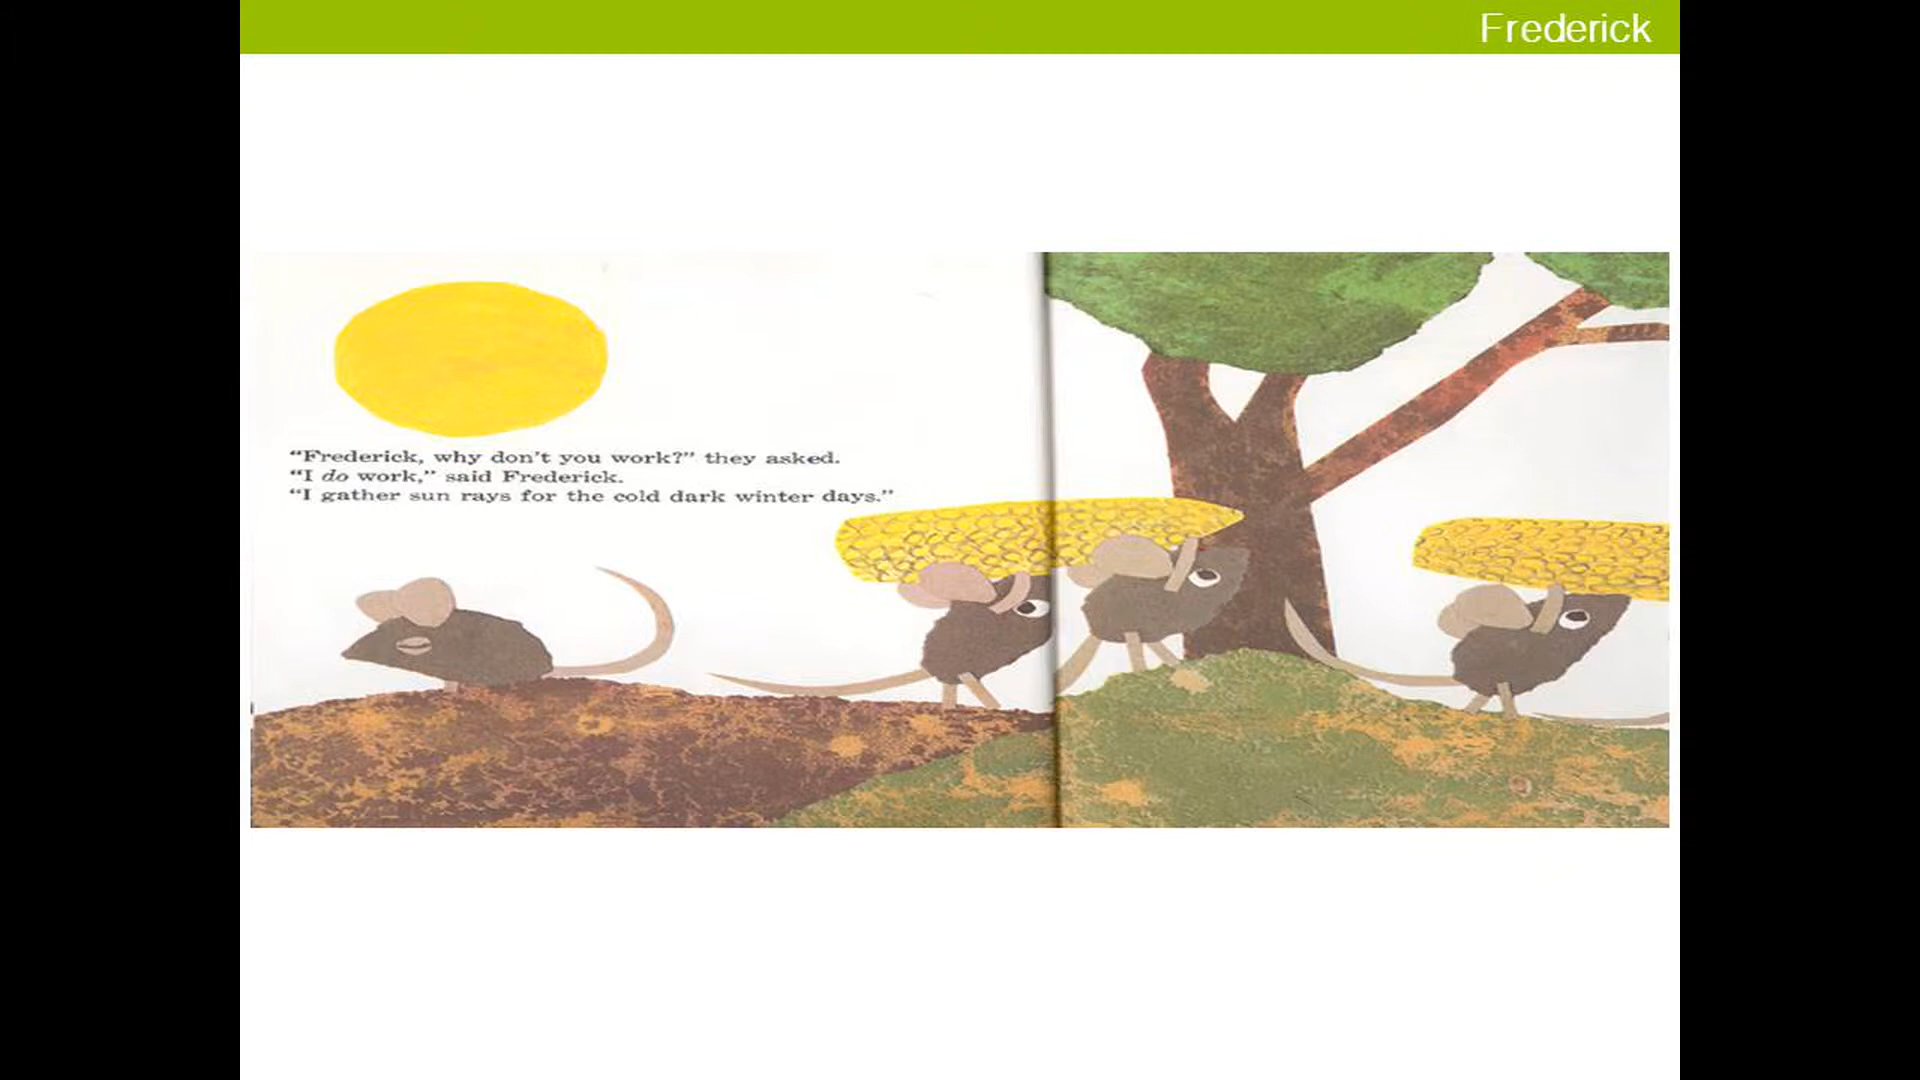 Frederick
“Frederick, why don’t you work?” they asked.
“I do work,” said Frederick.
“I gather sun rays for the cold dark winter days.”